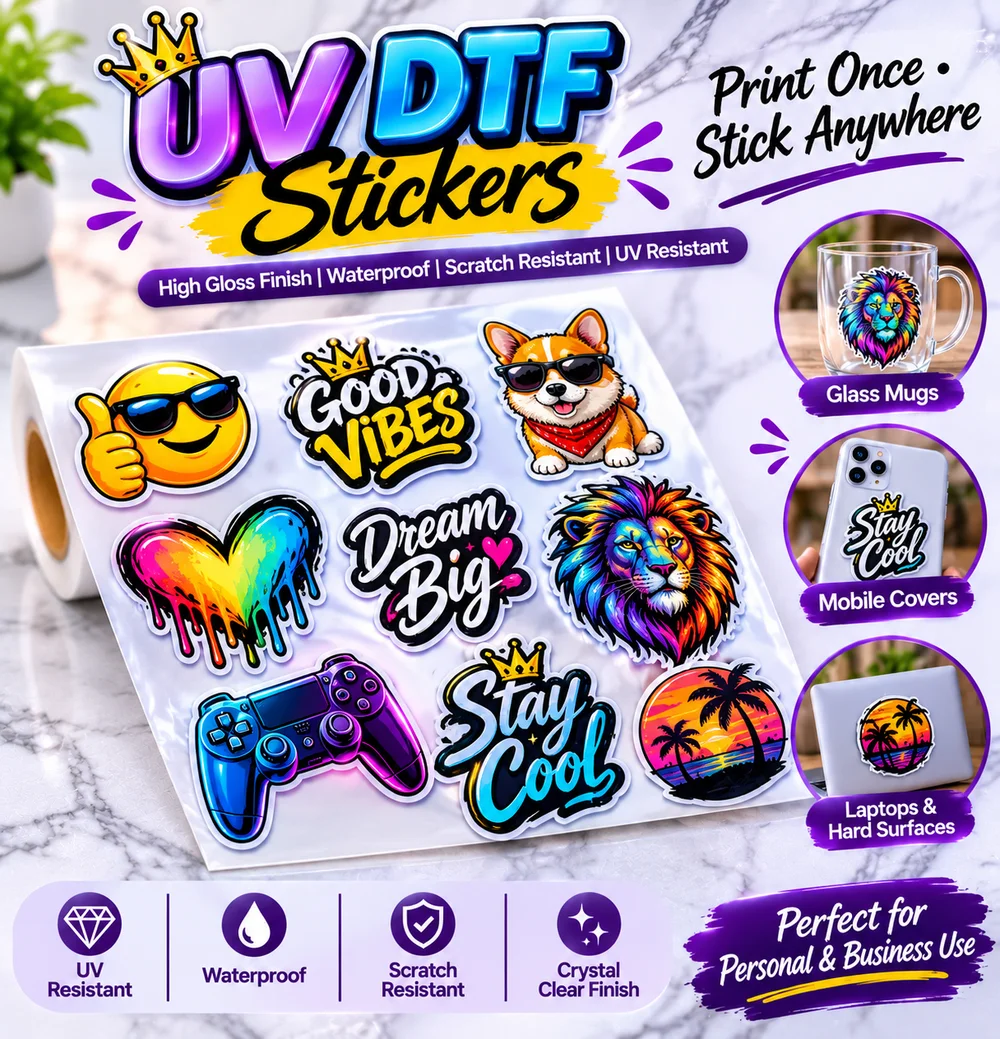 UV DTF
Stickers
High Gloss Finish | Waterproof | Scratch Resistant | UV Resistant
Print Once •
Stick Anywhere
GOOD
ViBES
Dream
Big
Stay
Cool
Glass Mugs
Stay
Cool
Mobile Covers
Laptops &
Hard Surfaces
UV
Resistant
Waterproof
Scratch
Resistant
Crystal
Clear Finish
Perfect for
Personal & Business Use